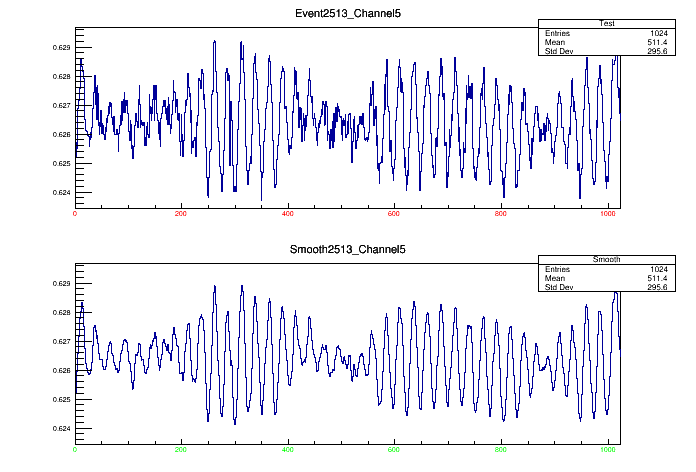 Event2513_Channel5
Test
Entries 1024
Mean 511.4
Std Dev 295.6
0.629
0.628
0.627
0.626
0.625
0.624
0 200 400 600 800 1000
Smooth2513_Channel5
Smooth
Entries 1024
Mean 511.4
Std Dev 295.6
0.629
0.628
0.627
0.626
0.625
0.624
0 200 400 600 800 1000